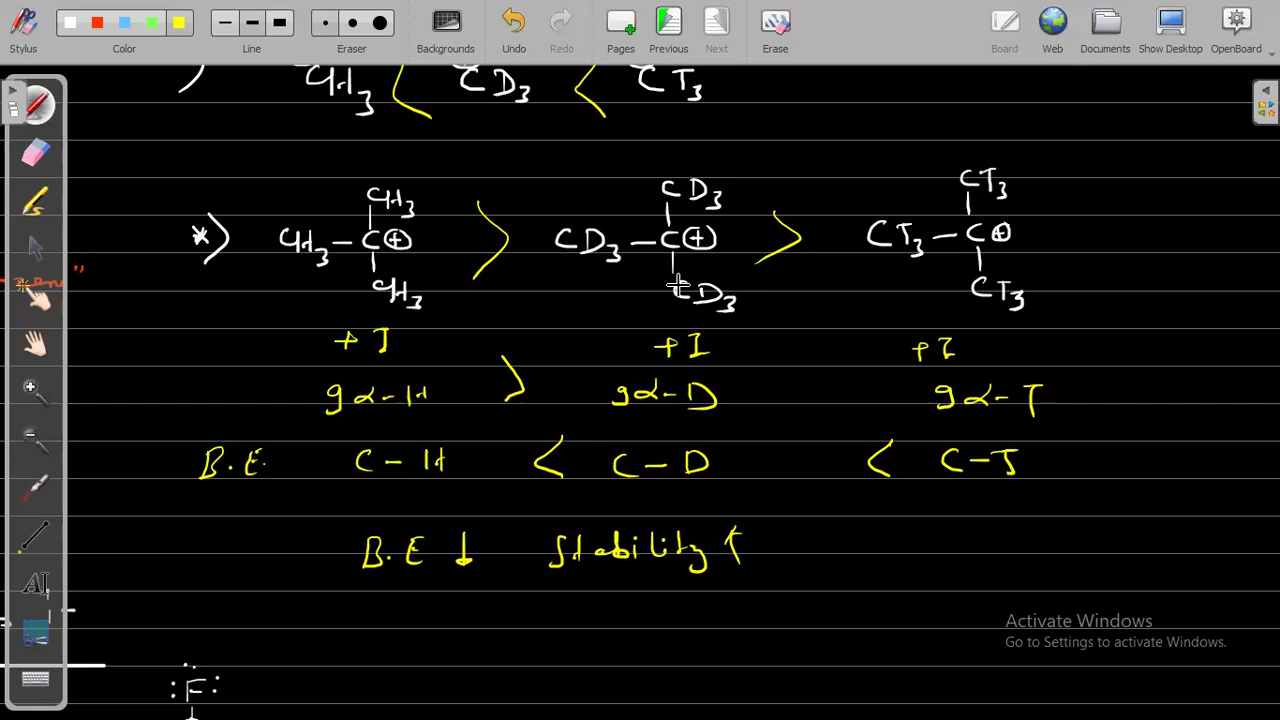 Stylus Color Line Eraser Backgrounds Undo Redo Pages Previous Next Erase Board Web Documents Show Desktop OpenBoard
CH3 < CD3 < CT3
CH3 CD3 CT3
*) CH3 – C⊕ > CD3 – C⊕ > CT3 – C⊕
CH3 CD3 CT3
+ I + I + I
9α-H > 9α-D 9α-T
B.E. C-H < C-D < C-T
B.E ↓ Stability ↑
Activate Windows
Go to Settings to activate Windows.
:F: